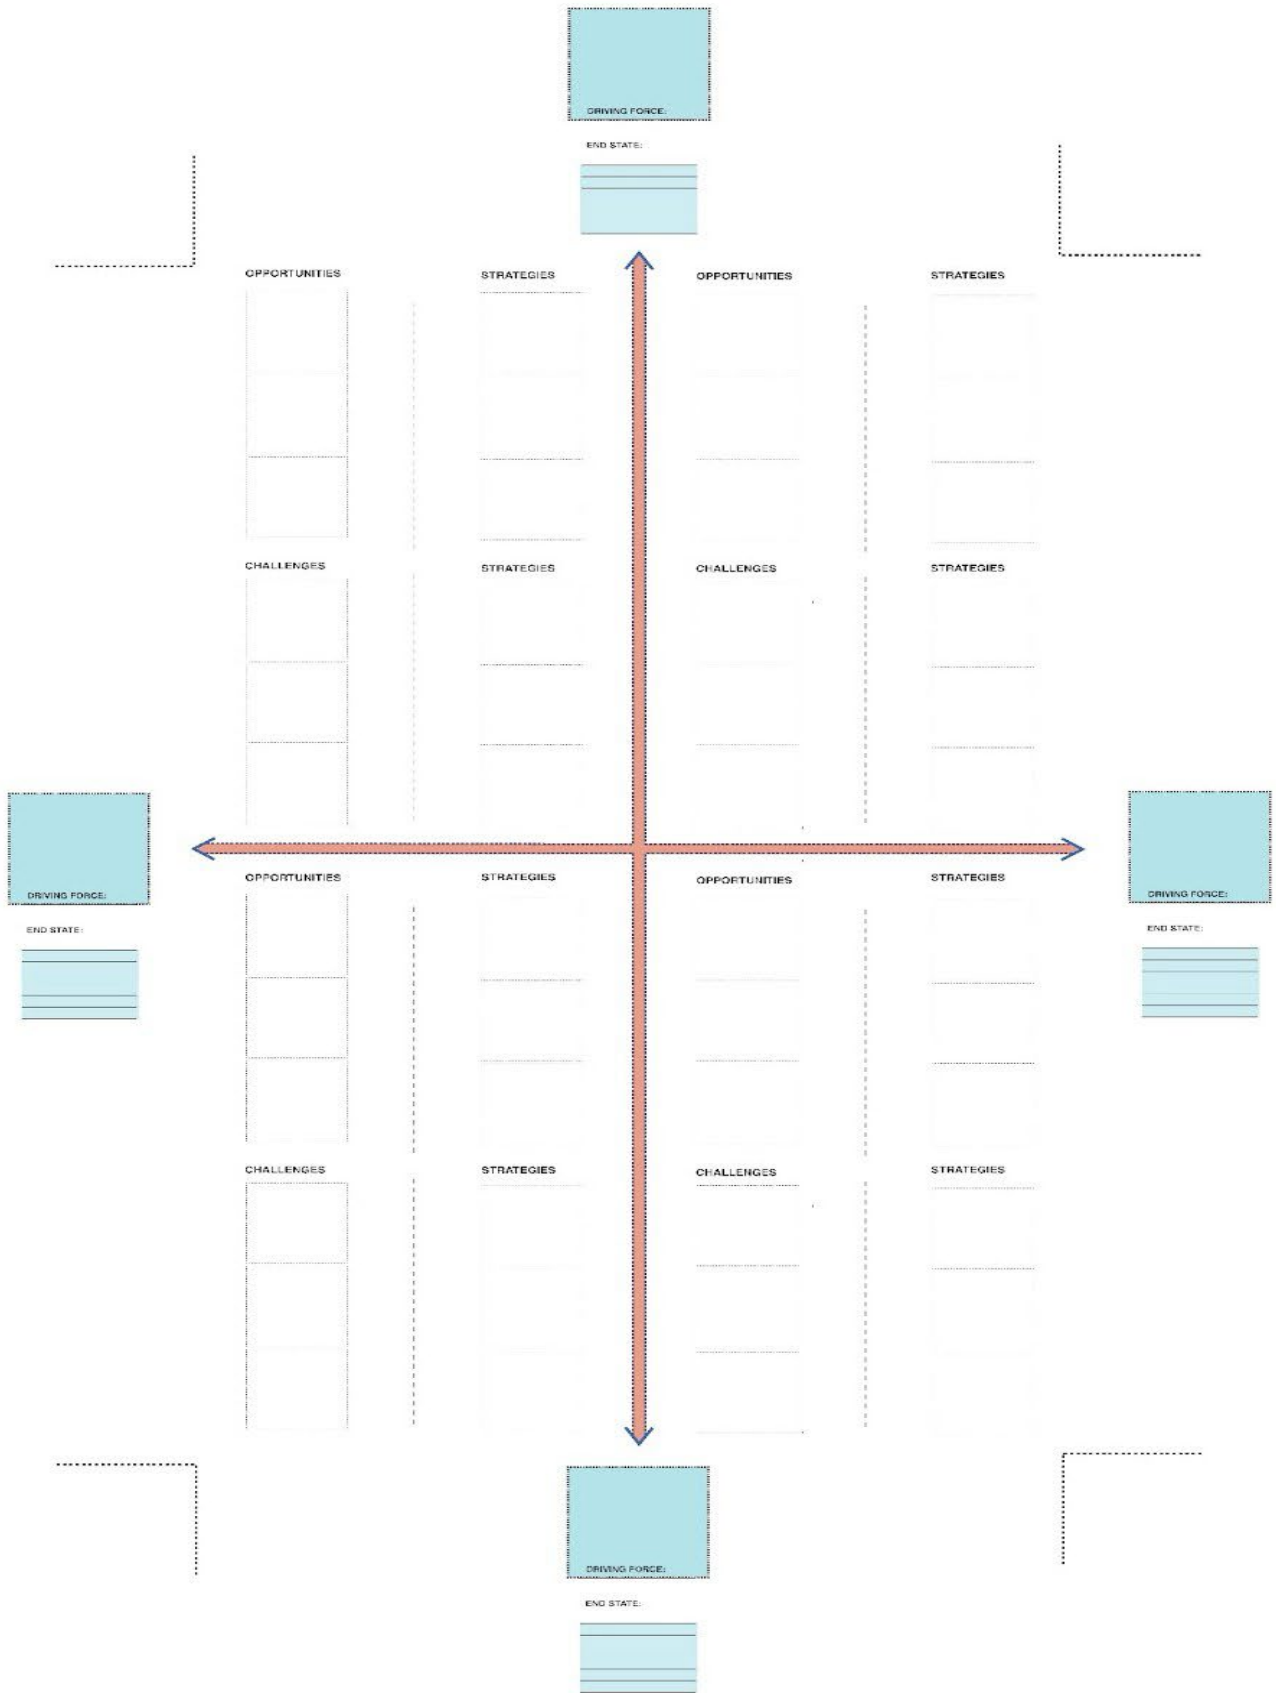 DRIVING FORCE:
END STATE:
OPPORTUNITIES
STRATEGIES
OPPORTUNITIES
STRATEGIES
CHALLENGES
STRATEGIES
CHALLENGES
STRATEGIES
DRIVING FORCE:
END STATE:
DRIVING FORCE:
END STATE:
OPPORTUNITIES
STRATEGIES
OPPORTUNITIES
STRATEGIES
CHALLENGES
STRATEGIES
CHALLENGES
STRATEGIES
DRIVING FORCE:
END STATE: